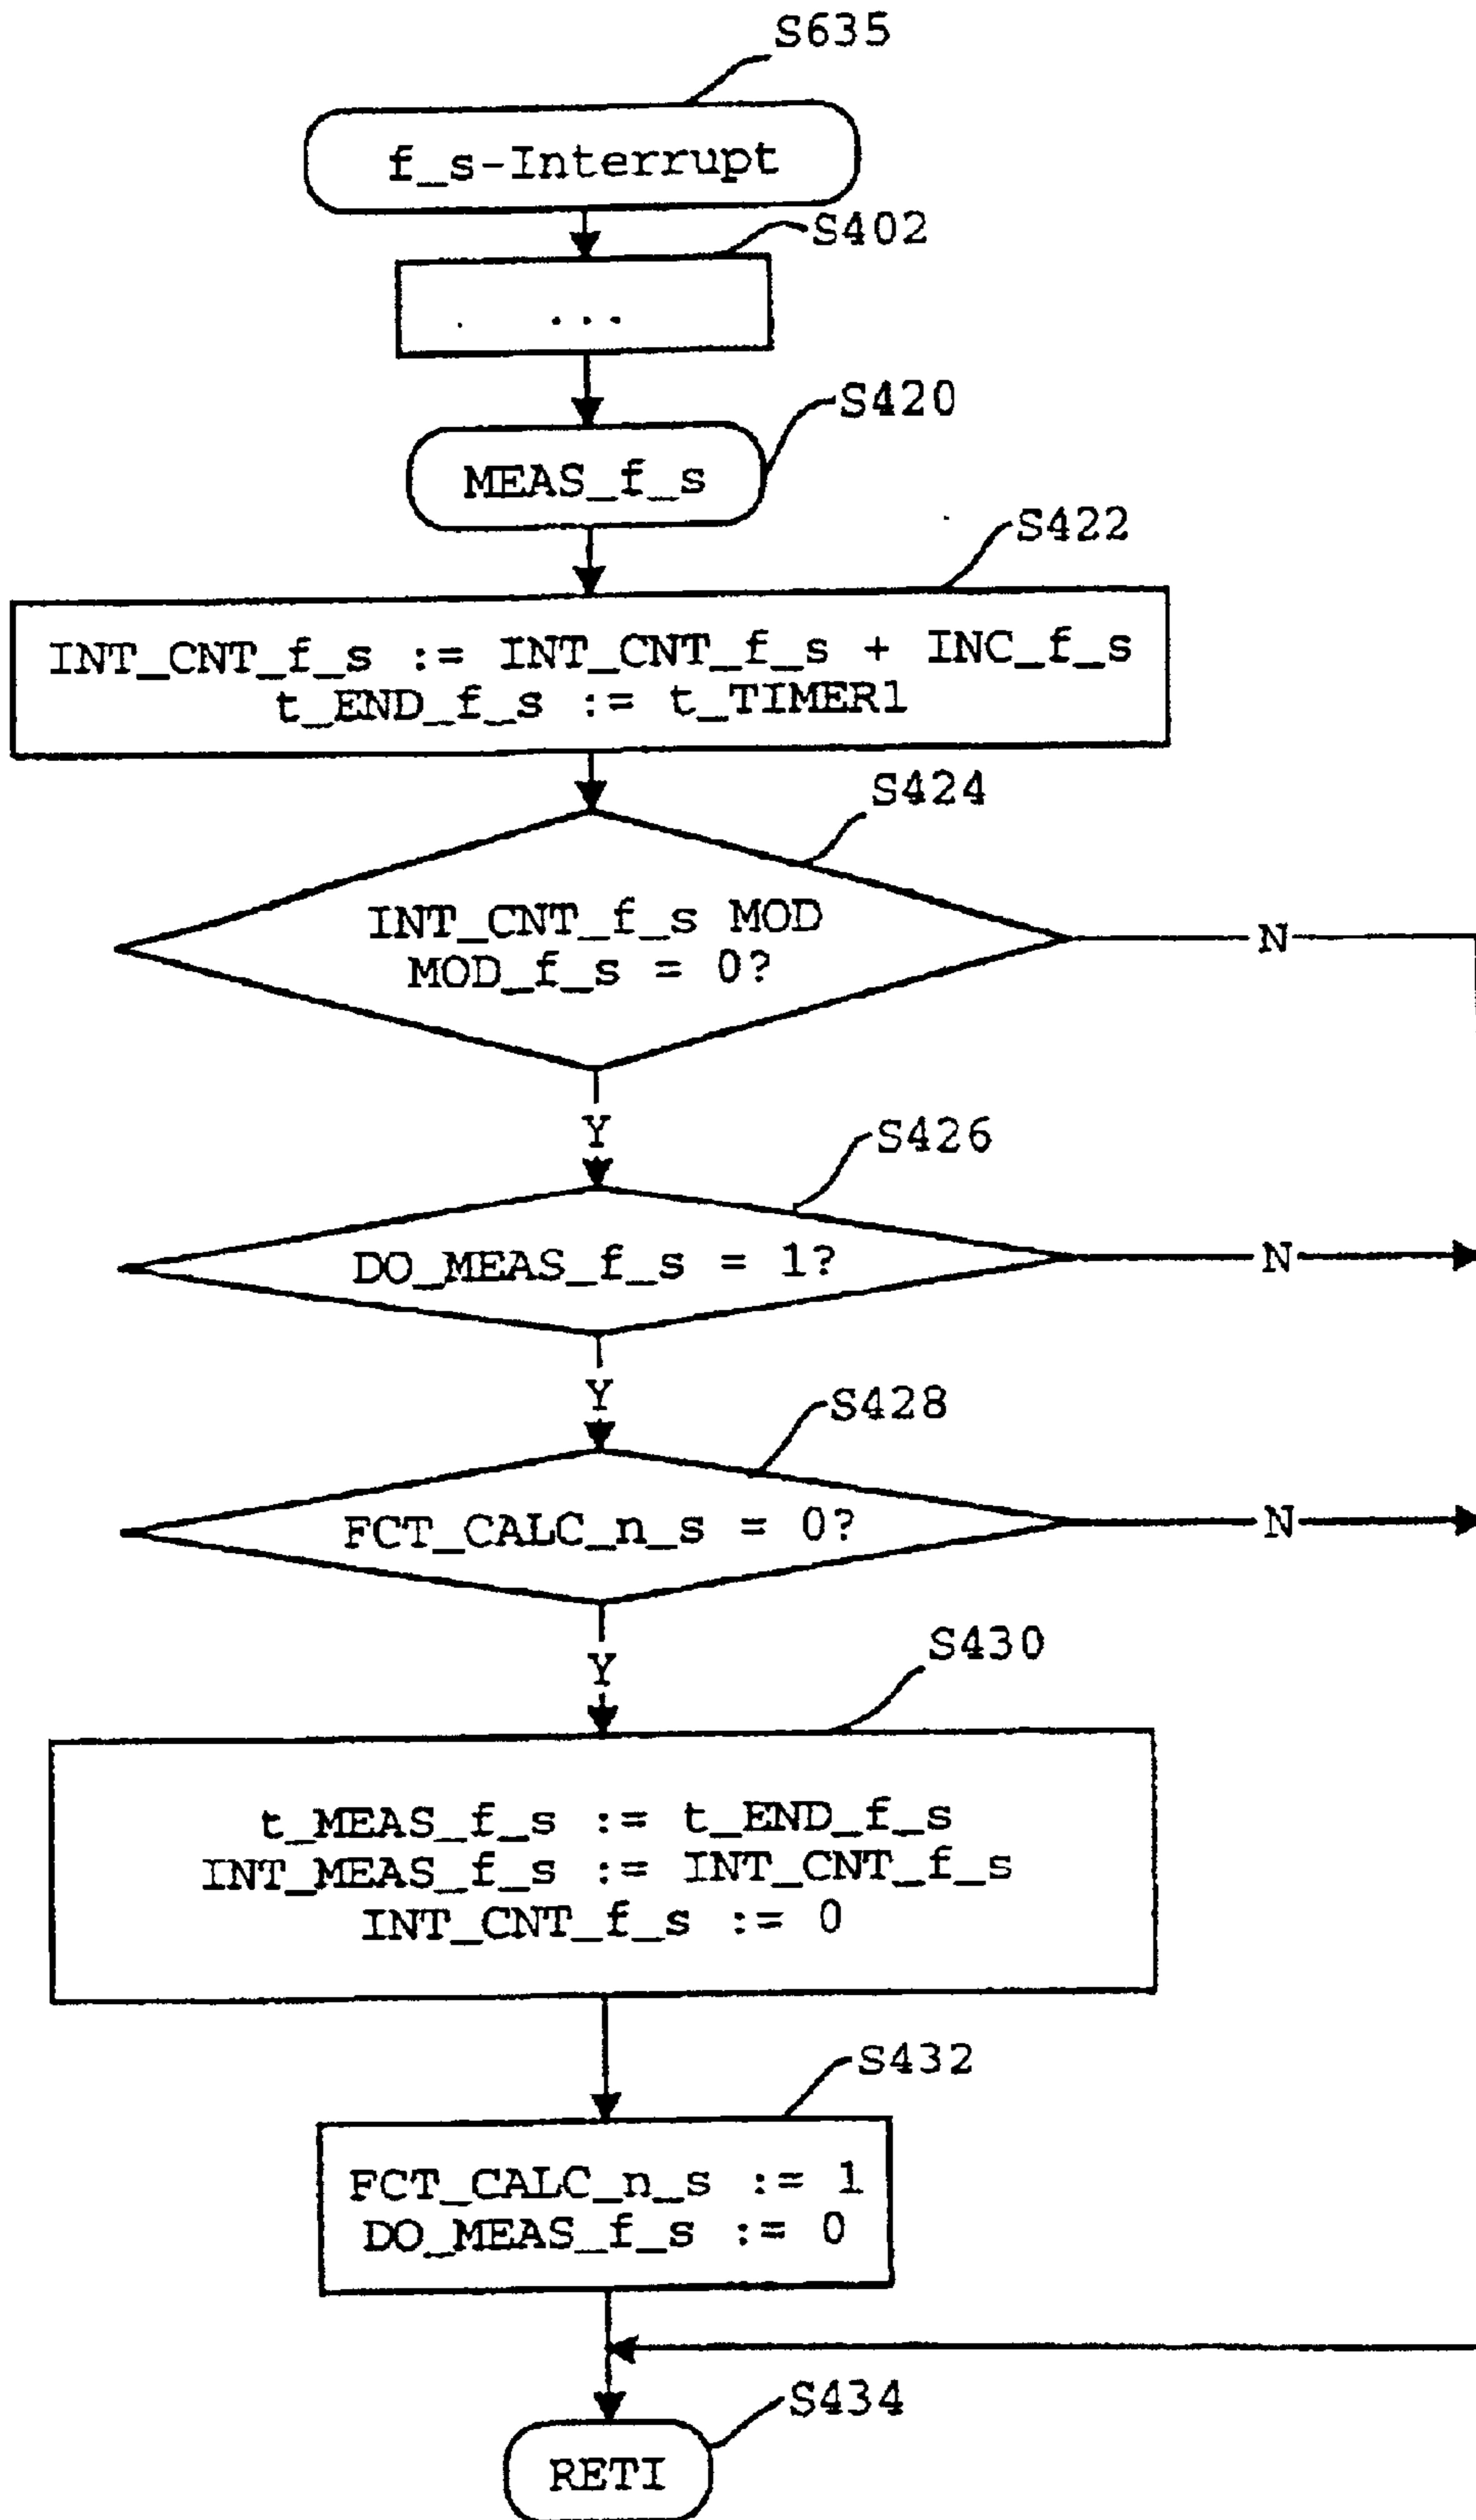 S635
f_s-Interrupt
S402
...
S420
MEAS_f_s
S422
INT_CNT_f_s := INT_CNT_f_s + INC_f_s
t_END_f_s := t_TIMER1
S424
INT_CNT_f_s MOD
MOD_f_s = 0?
N
Y
S426
DO_MEAS_f_s = 1?
N
Y
S428
FCT_CALC_n_s = 0?
N
Y
S430
t_MEAS_f_s := t_END_f_s
INT_MEAS_f_s := INT_CNT_f_s
INT_CNT_f_s := 0
S432
FCT_CALC_n_s := 1
DO_MEAS_f_s := 0
S434
RETI